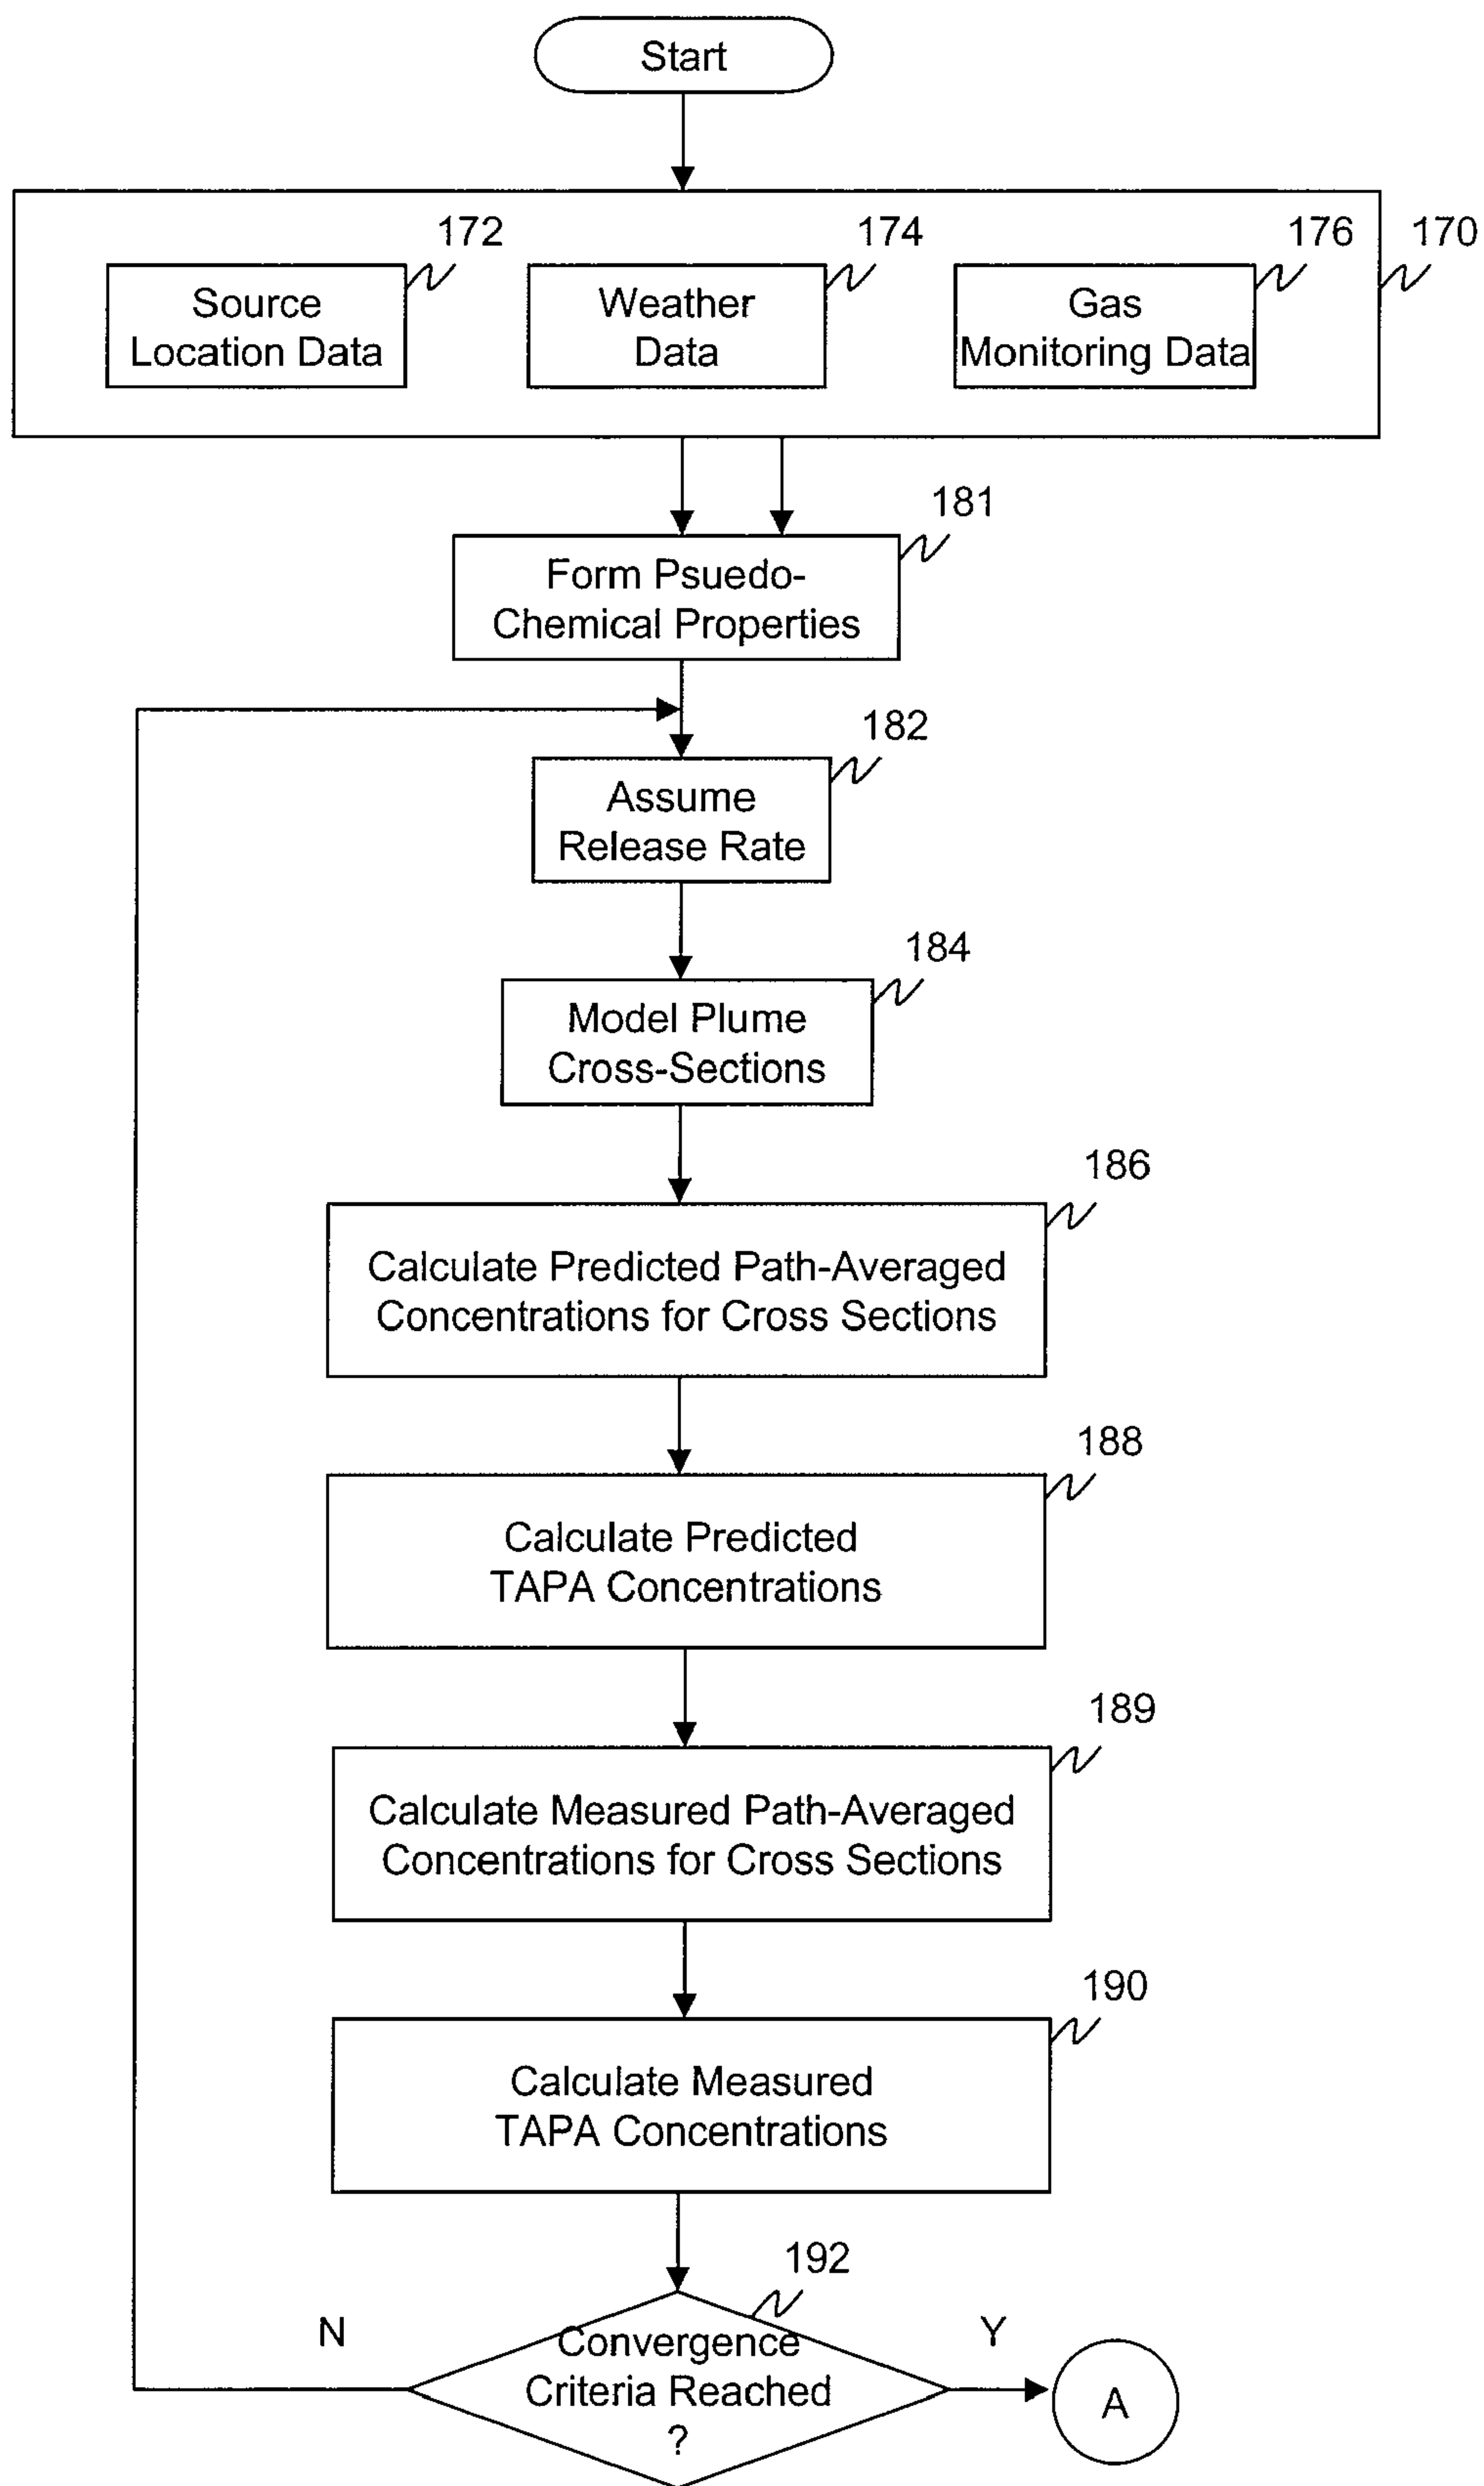 Start
172
174
176
170
Source
Location Data
Weather
Data
Gas
Monitoring Data
181
Form Psuedo-
Chemical Properties
182
Assume
Release Rate
184
Model Plume
Cross-Sections
186
Calculate Predicted Path-Averaged
Concentrations for Cross Sections
188
Calculate Predicted
TAPA Concentrations
189
Calculate Measured Path-Averaged
Concentrations for Cross Sections
190
Calculate Measured
TAPA Concentrations
192
N
Y
Convergence
Criteria Reached
?
A